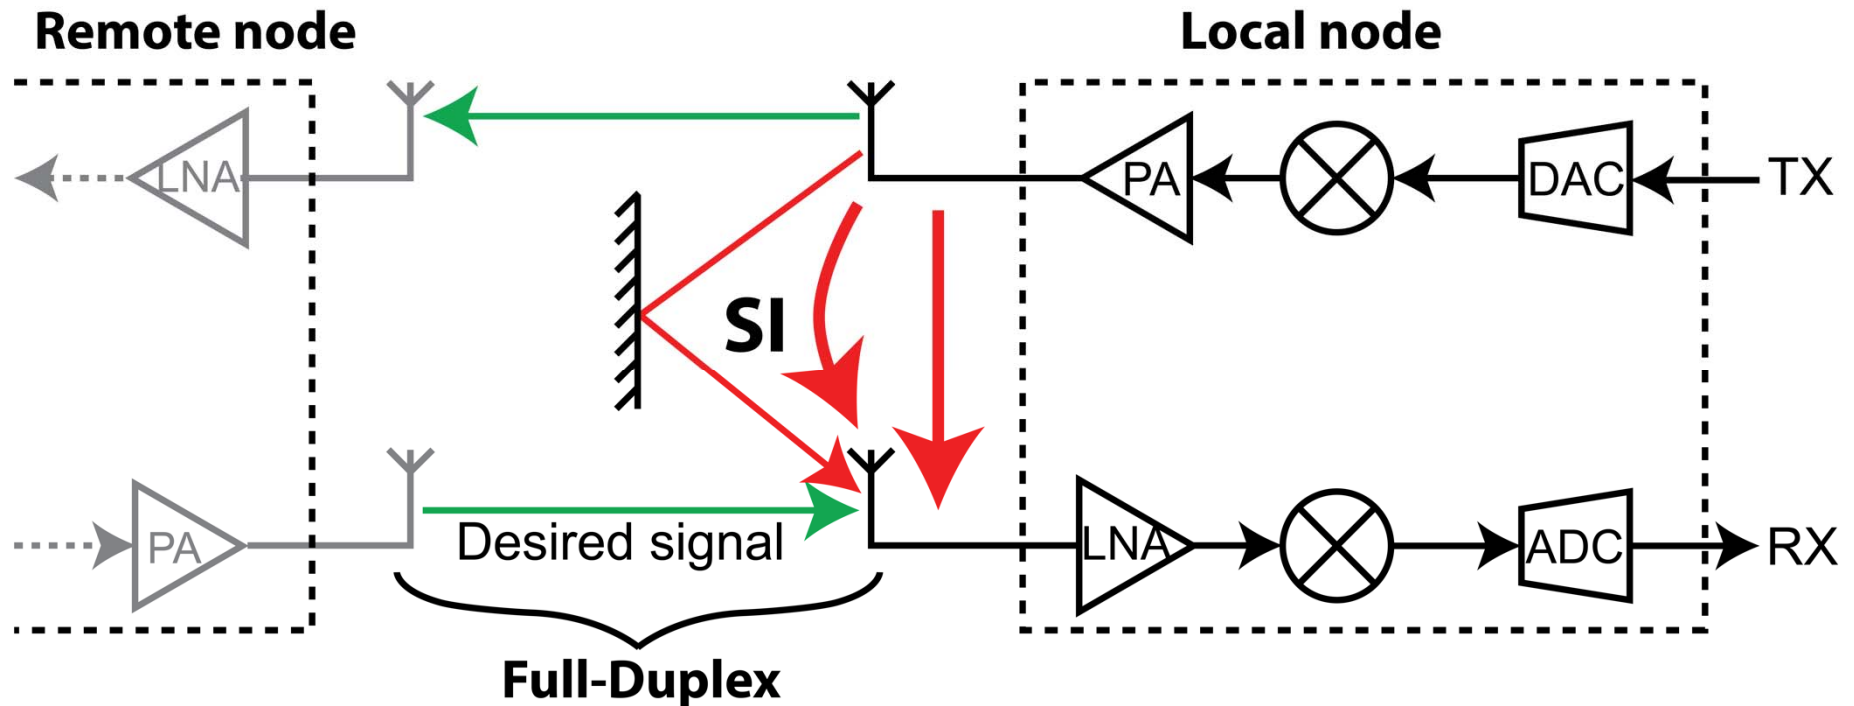 Remote node
Local node
LNA
PA
DAC
TX
SI
PA
Desired signal
LNA
ADC
RX
Full-Duplex